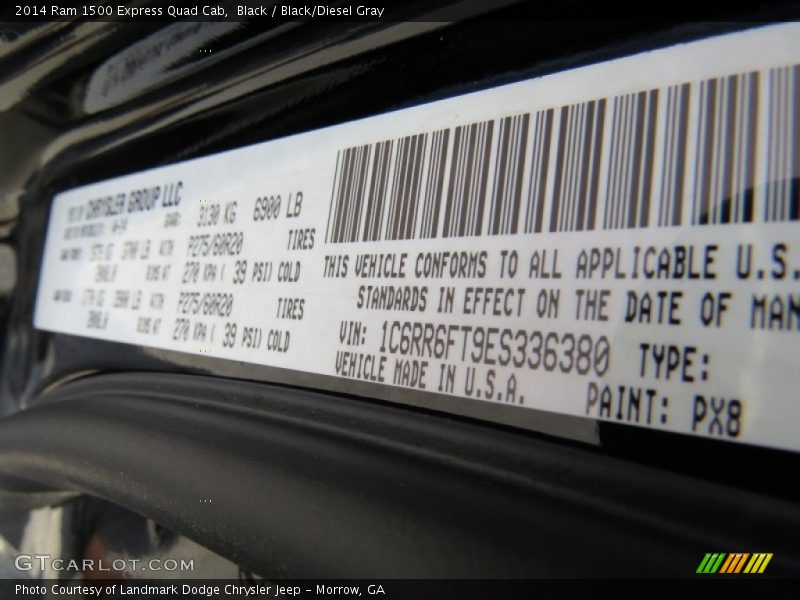 2014 Ram 1500 Express Quad Cab,  Black / Black/Diesel Gray
CHRYSLER GROUP LLC
3130 KG 6900 LB
P275/60R20 TIRES
270 KPA ( 39 PSI) COLD
P275/60R20 TIRES
270 KPA ( 39 PSI) COLD
THIS VEHICLE CONFORMS TO ALL APPLICABLE U.S.
STANDARDS IN EFFECT ON THE DATE OF MAN
VIN: 1C6RR6FT9ES336380 TYPE:
VEHICLE MADE IN U.S.A. PAINT: PX8
GTCARLOT.COM
Photo Courtesy of Landmark Dodge Chrysler Jeep – Morrow, GA